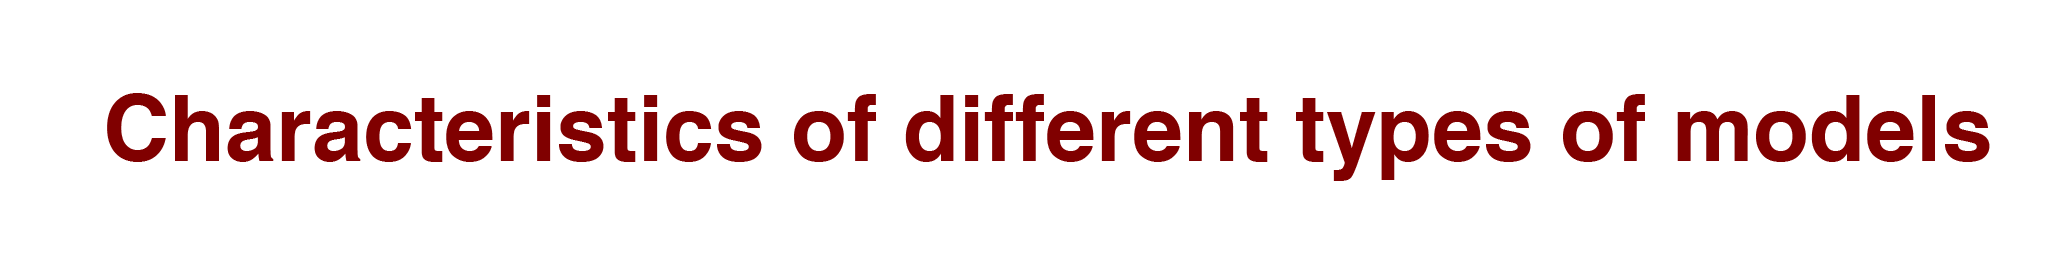 Characteristics of different types of models